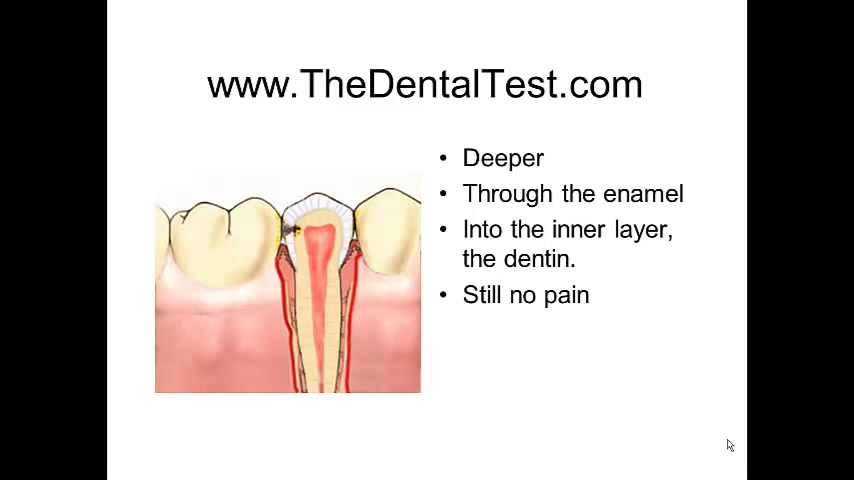 www.TheDentalTest.com
• Deeper
• Through the enamel
• Into the inner layer,
the dentin.
• Still no pain